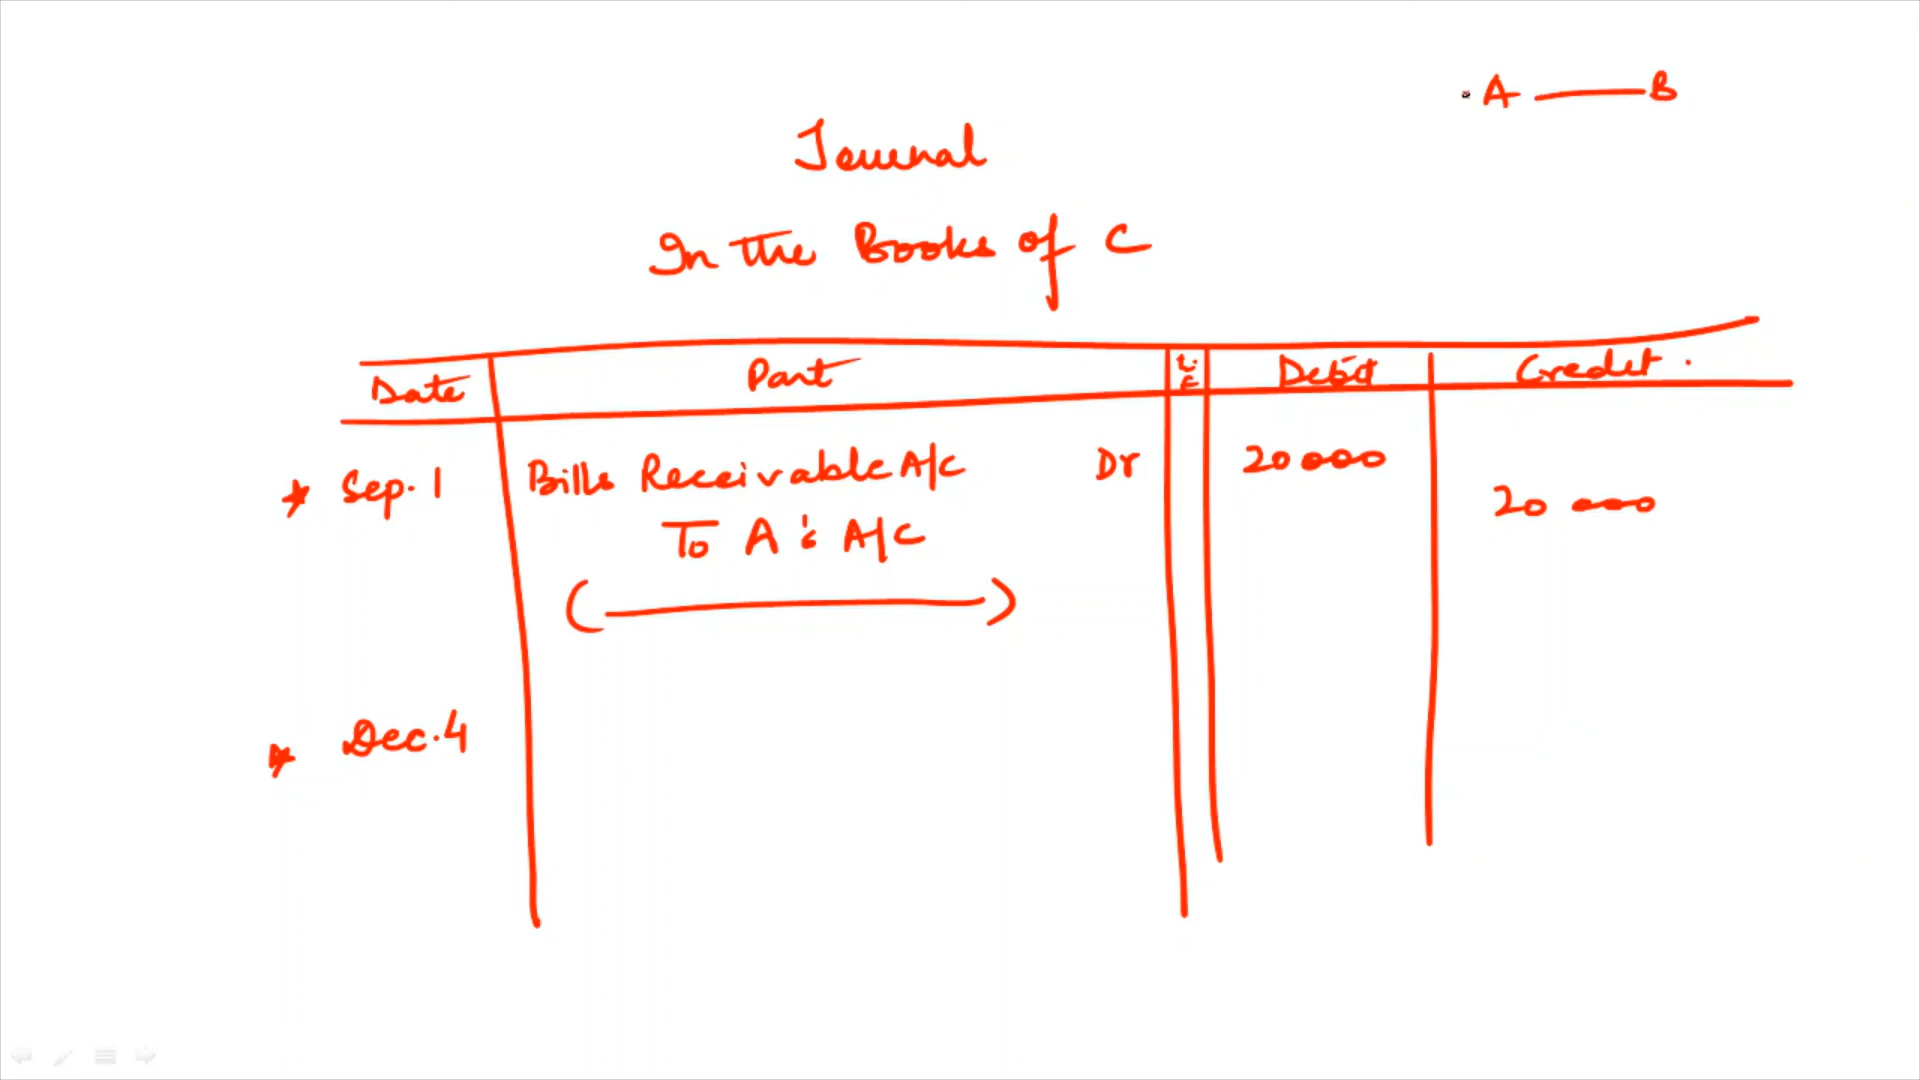 A — B
Journal
In the Books of C
Date Part L.F Debit Credit.
* Sep. 1 Bills Receivable A/c Dr 20000
To A's A/C 20000
( — )
* Dec. 4